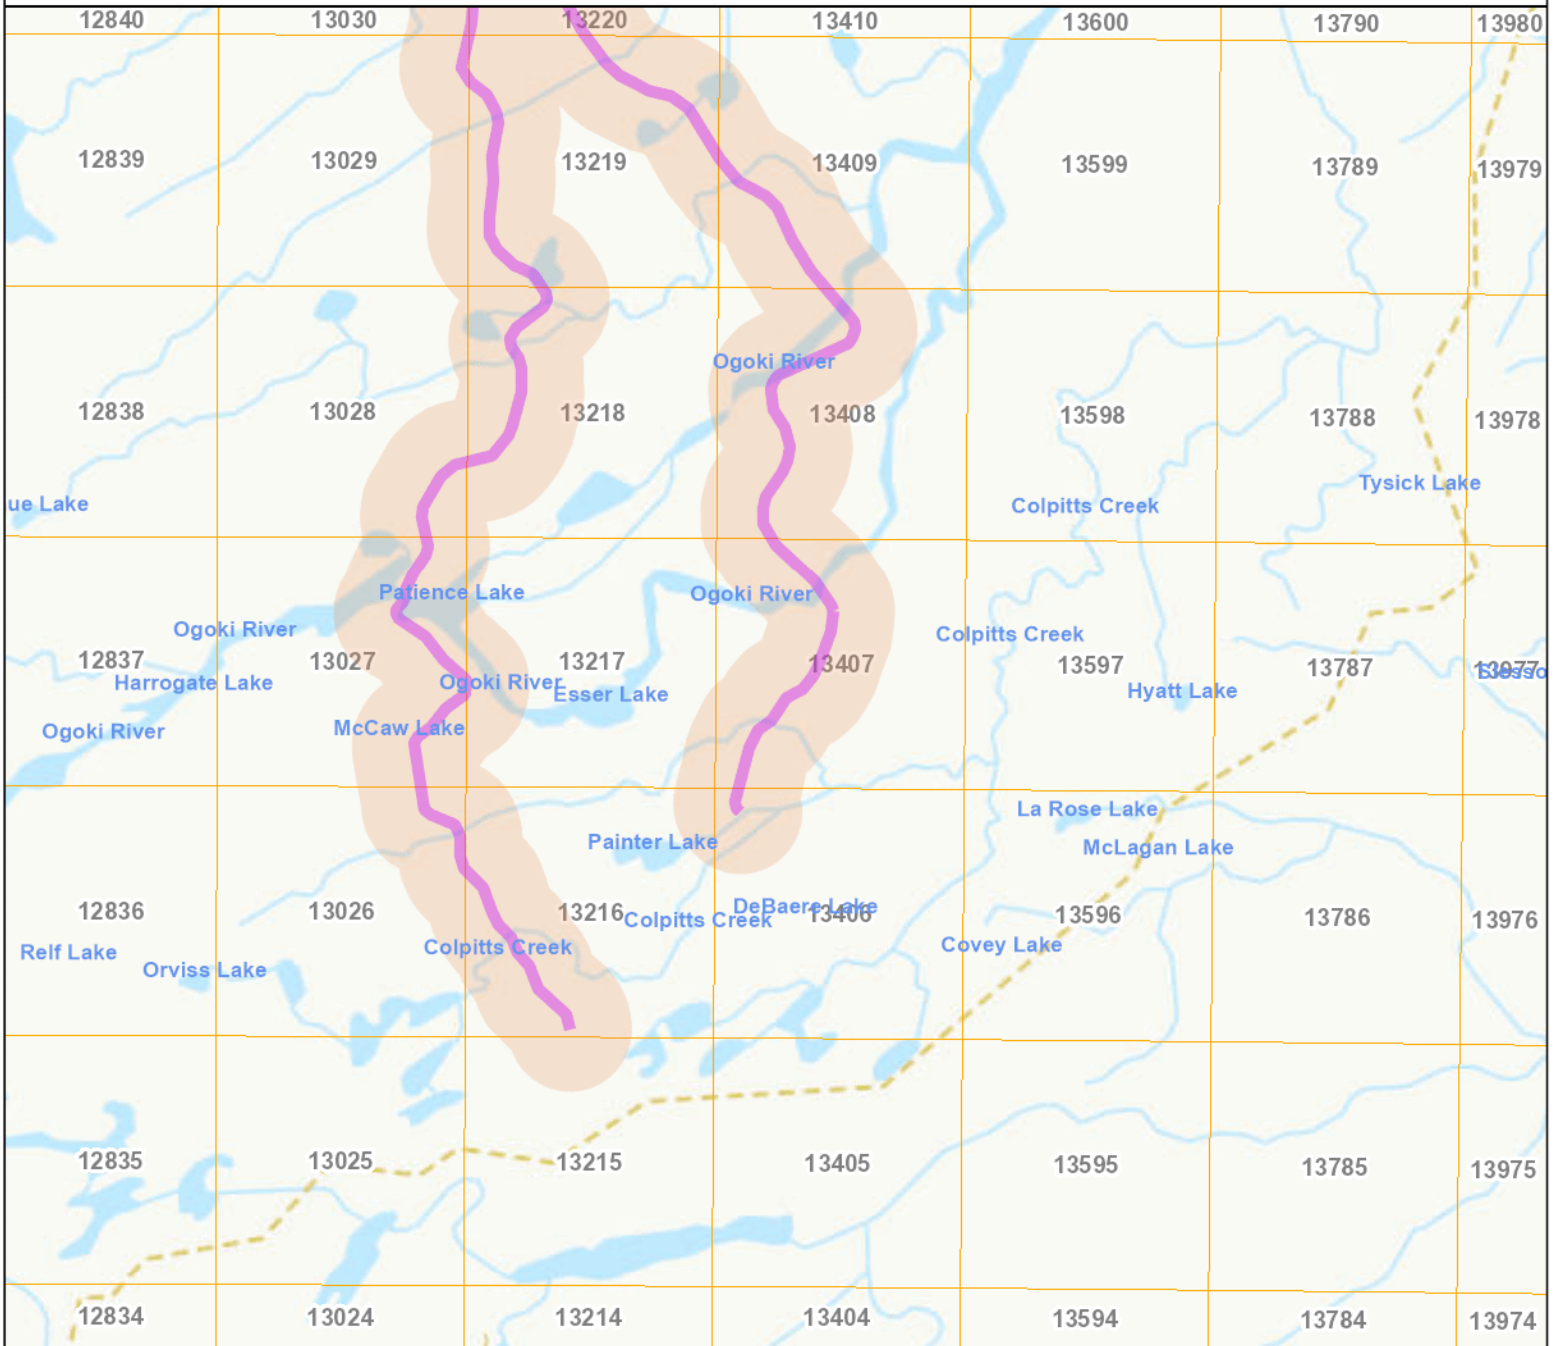 12840 13030 13220 13410 13600 13790 13980
12839 13029 13219 13409 13599 13789 13979
Ogoki River
12838 13028 13218 13408 13598 13788 13978
Tysick Lake
ue Lake Colpitts Creek
Patience Lake Ogoki River
Ogoki River Colpitts Creek
12837 13027 13217 13407 13597 13787 13977
Harrogate Lake Ogoki River Esser Lake Hyatt Lake
Ogoki River McCaw Lake
La Rose Lake
Painter Lake McLagan Lake
12836 13026 13216 Colpitts Creek DeBaere Lake 13406 13596 13786 13976
Relf Lake Orviss Lake Colpitts Creek Covey Lake
12835 13025 13215 13405 13595 13785 13975
12834 13024 13214 13404 13594 13784 13974